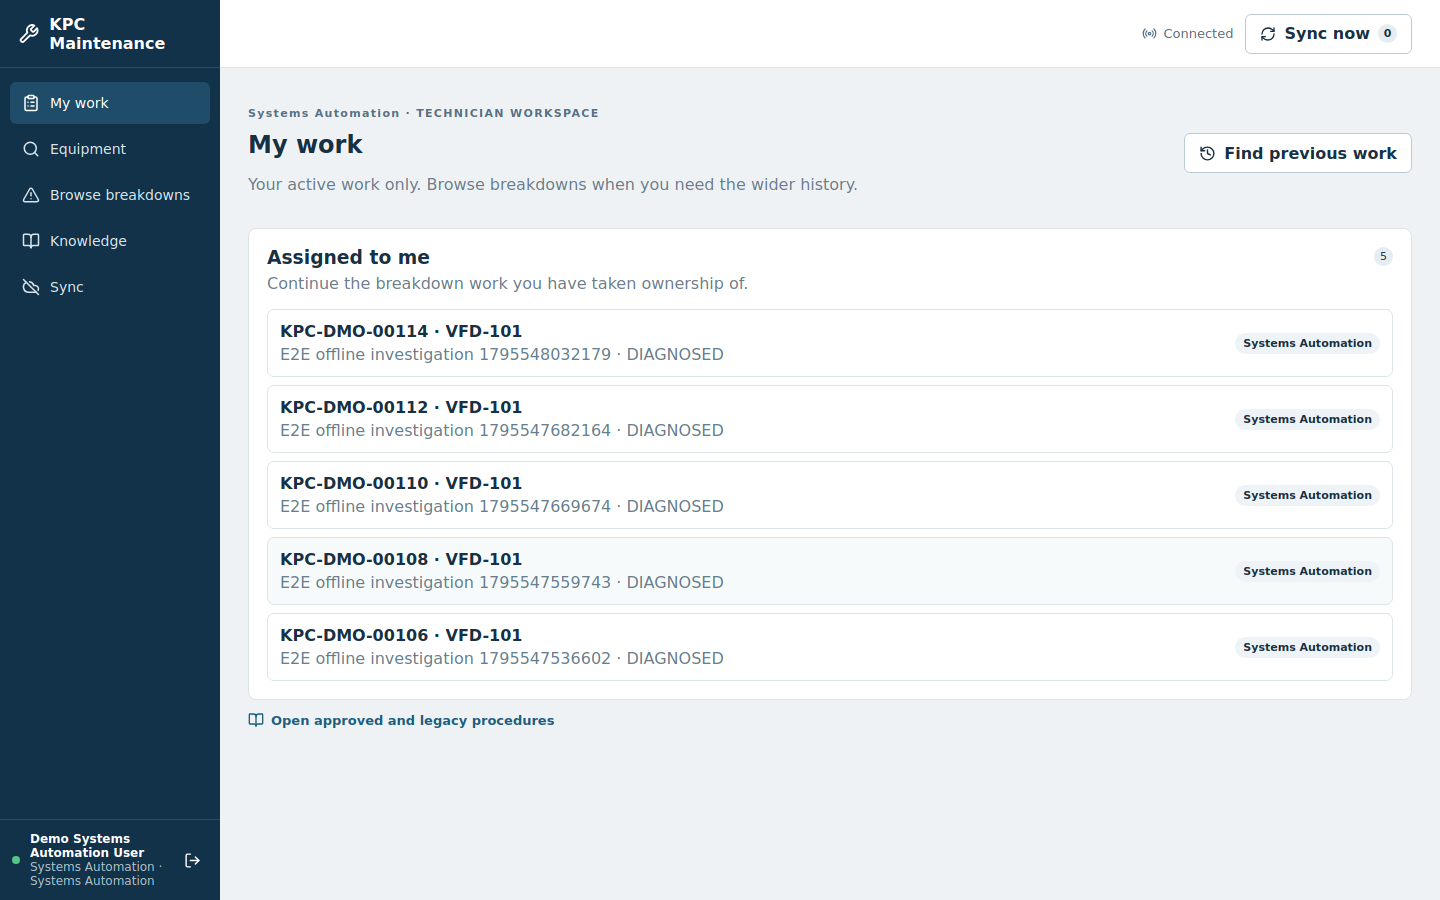 KPC
Maintenance
Connected
Sync now 0
My work
Equipment
Browse breakdowns
Knowledge
Sync
Systems Automation · TECHNICIAN WORKSPACE
My work
Find previous work
Your active work only. Browse breakdowns when you need the wider history.
Assigned to me
5
Continue the breakdown work you have taken ownership of.
KPC-DMO-00114 · VFD-101
E2E offline investigation 1795548032179 · DIAGNOSED
Systems Automation
KPC-DMO-00112 · VFD-101
E2E offline investigation 1795547682164 · DIAGNOSED
Systems Automation
KPC-DMO-00110 · VFD-101
E2E offline investigation 1795547669674 · DIAGNOSED
Systems Automation
KPC-DMO-00108 · VFD-101
E2E offline investigation 1795547559743 · DIAGNOSED
Systems Automation
KPC-DMO-00106 · VFD-101
E2E offline investigation 1795547536602 · DIAGNOSED
Systems Automation
Open approved and legacy procedures
Demo Systems
Automation User
Systems Automation ·
Systems Automation